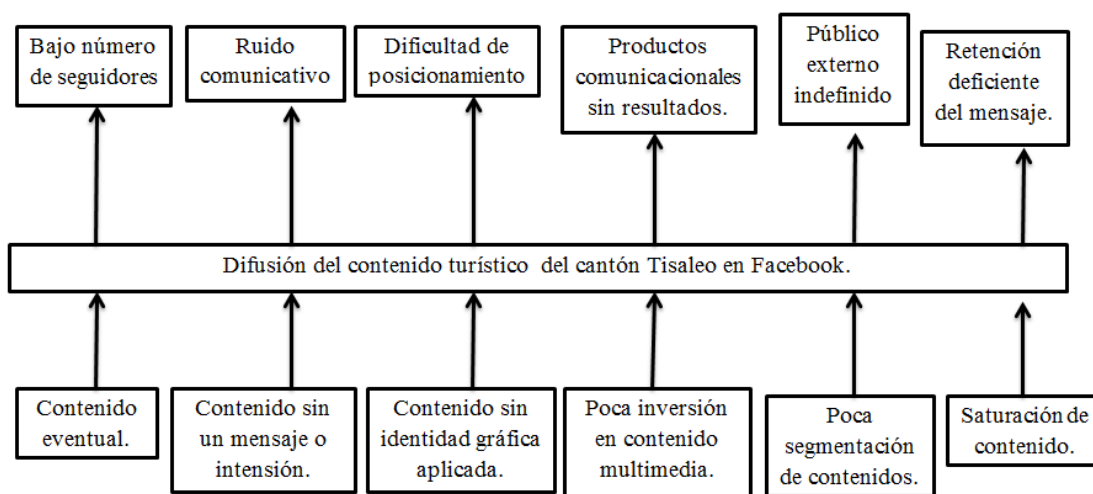 Bajo número
de seguidores
Ruido
comunicativo
Dificultad de
posicionamiento
Productos
comunicacionales
sin resultados.
Público
externo
indefinido
Retención
deficiente
del mensaje.
Difusión del contenido turístico del cantón Tisaleo en Facebook.
Contenido
eventual.
Contenido sin
un mensaje o
intensión.
Contenido sin
identidad gráfica
aplicada.
Poca inversión
en contenido
multimedia.
Poca
segmentación
de contenidos.
Saturación de
contenido.